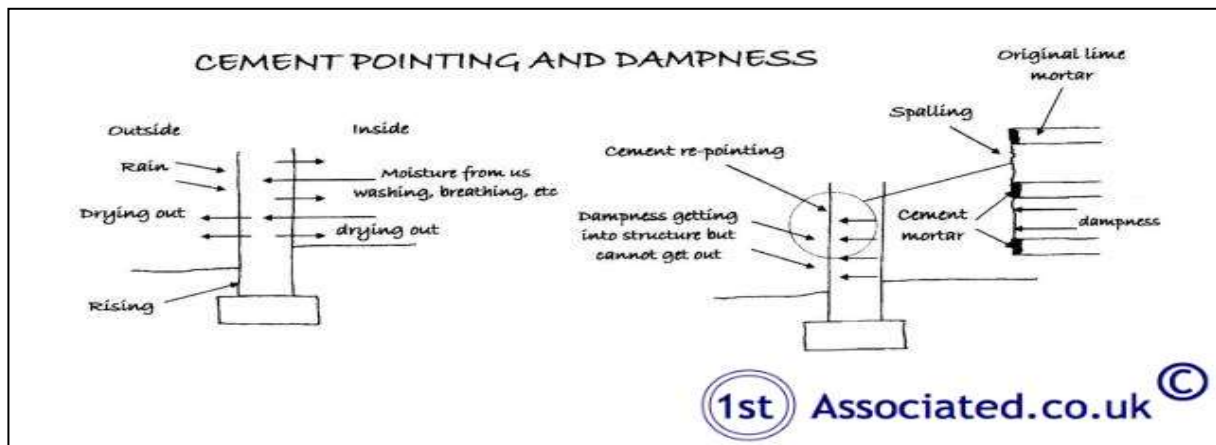 CEMENT POINTING AND DAMPNESS
Outside
Inside
Rain
Moisture from us
washing, breathing, etc
Drying out
drying out
Rising
Original lime
mortar
Spalling
Cement re-pointing
Dampness getting
into structure but
cannot get out
Cement
mortar
dampness
1st Associated.co.uk ©